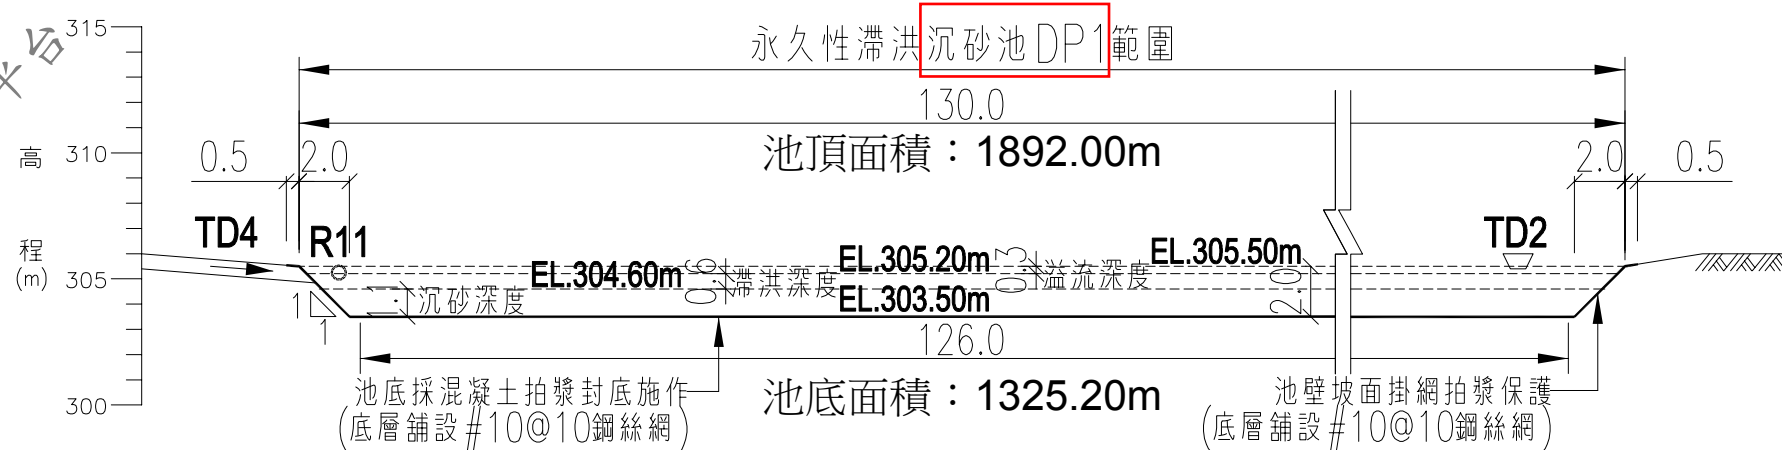 平台
315
永久性滯洪沉砂池DP1範圍
130.0
高 310
0.5 2.0
池頂面積：1892.00m
2.0 0.5
TD4 R11
TD2
程
(m)
305
EL.304.60m
0.6
滯洪深度
EL.305.20m
0.3
溢流深度
EL.305.50m
2.0
1
1
1.1
沉砂深度
EL.303.50m
126.0
300
池底採混凝土拍漿封底施作
(底層舖設#10@10鋼絲網)
池底面積：1325.20m
池壁坡面掛網拍漿保護
(底層舖設#10@10鋼絲網)